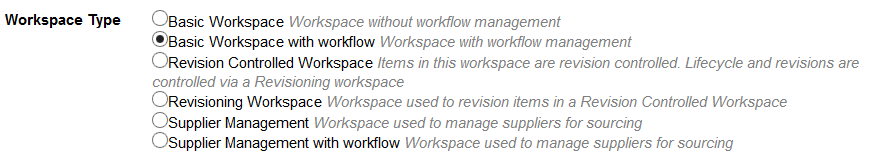 Workspace Type
Basic Workspace Workspace without workflow management
Basic Workspace with workflow Workspace with workflow management
Revision Controlled Workspace Items in this workspace are revision controlled. Lifecycle and revisions are
controlled via a Revisioning workspace
Revisioning Workspace Workspace used to revision items in a Revision Controlled Workspace
Supplier Management Workspace used to manage suppliers for sourcing
Supplier Management with workflow Workspace used to manage suppliers for sourcing